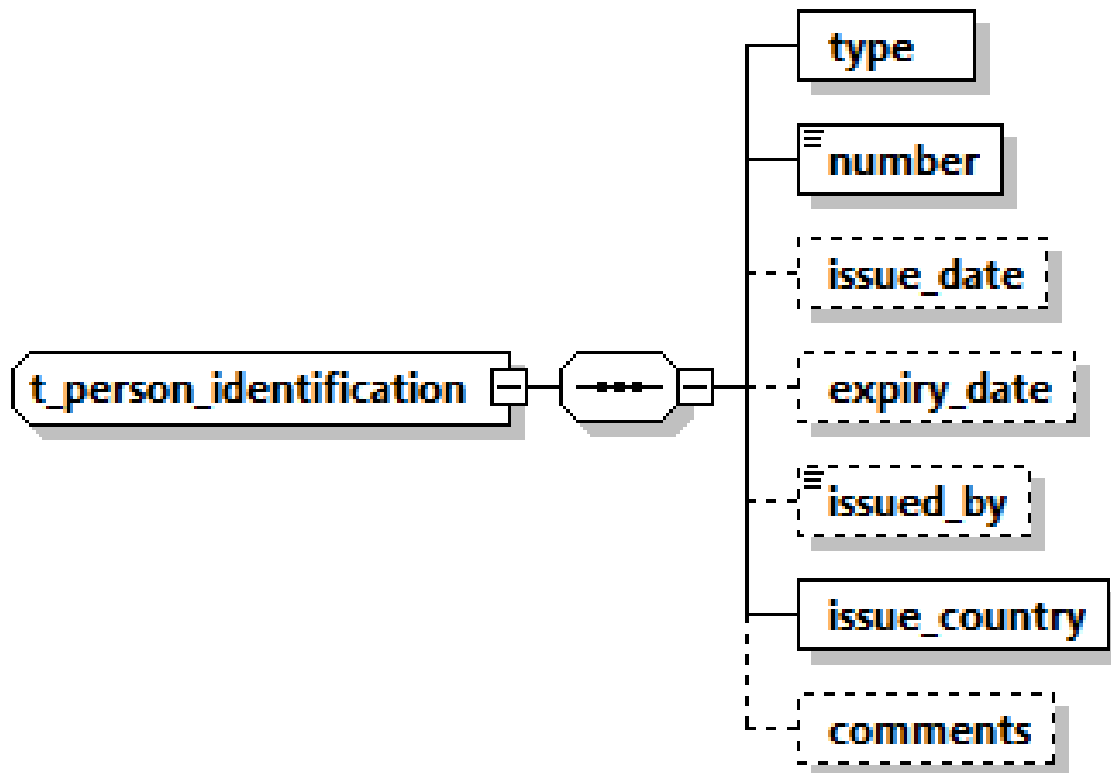 type
number
issue_date
t_person_identification
expiry_date
issued_by
issue_country
comments